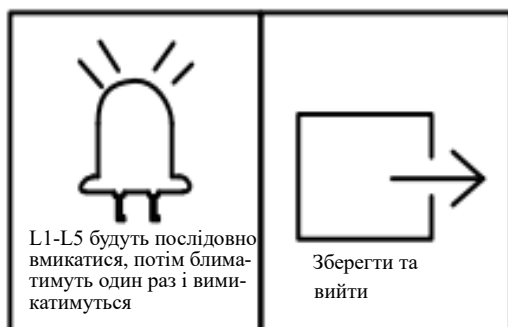 L1-L5 будуть послідовно
вмикатися, потім блима-
тимуть один раз і вими-
катимуться
Зберегти та
вийти